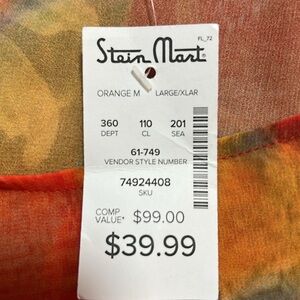 FL_72
Stein Mart
ORANGE M LARGE/XLAR
360 110 201
DEPT CL SEA
61-749
VENDOR STYLE NUMBER
74924408
SKU
COMP VALUE* $99.00
$39.99